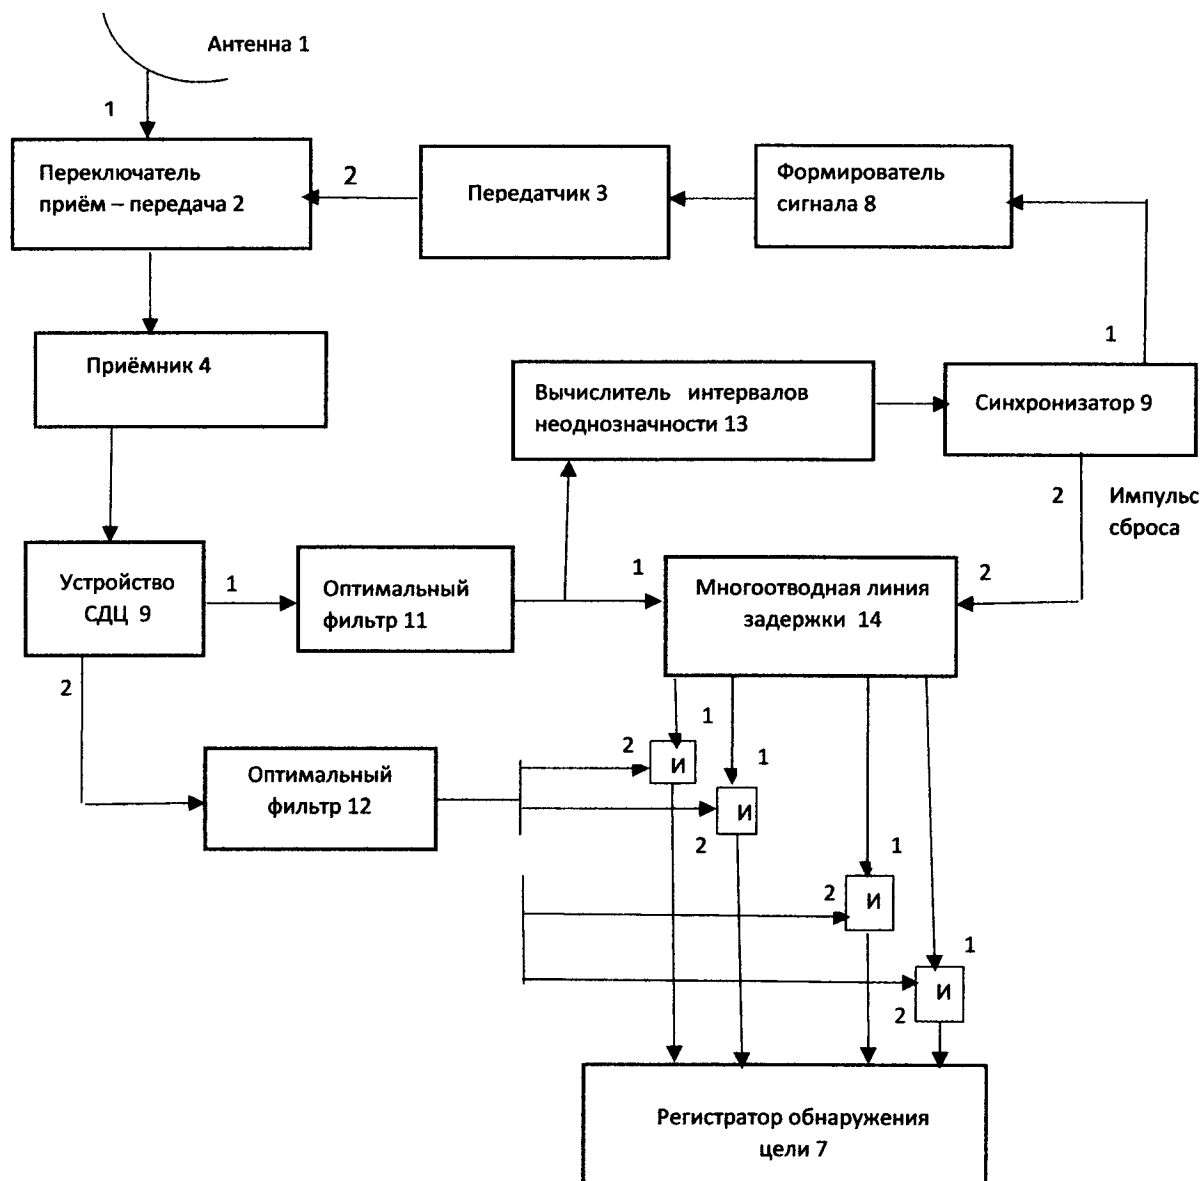 Антенна 1
1
Переключатель
приём – передача 2
2
Передатчик 3
Формирователь
сигнала 8
1
Приёмник 4
Вычислитель интервалов
неоднозначности 13
Синхронизатор 9
2
Импульс
сброса
Устройство
СДЦ 9
1
Оптимальный
фильтр 11
1
Многоотводная линия
задержки 14
2
2
1
2
И
1
Оптимальный
фильтр 12
И
2
1
2
И
1
И
2
Регистратор обнаружения
цели 7